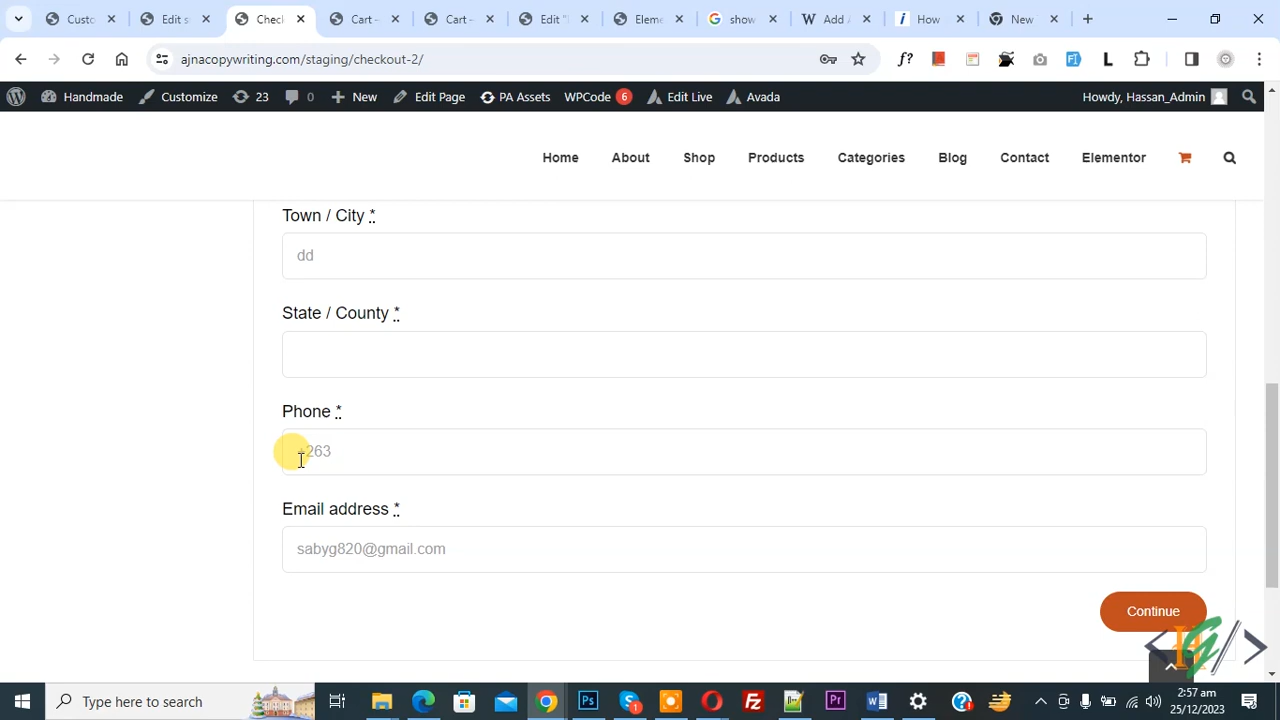 Custo
Edit s
Check
Cart -
Cart -
Edit "
Eleme
show
Add
How
New
ajnacopywriting.com/staging/checkout-2/
f?
L
Handmade
Customize
23
0
New
Edit Page
PA Assets
WPCode 6
Edit Live
Avada
Howdy, Hassan_Admin
Home
About
Shop
Products
Categories
Blog
Contact
Elementor
Town / City *
dd
State / County *
Phone *
+263
Email address *
sabyg820@gmail.com
Continue
Type here to search
2:57 am
25/12/2023